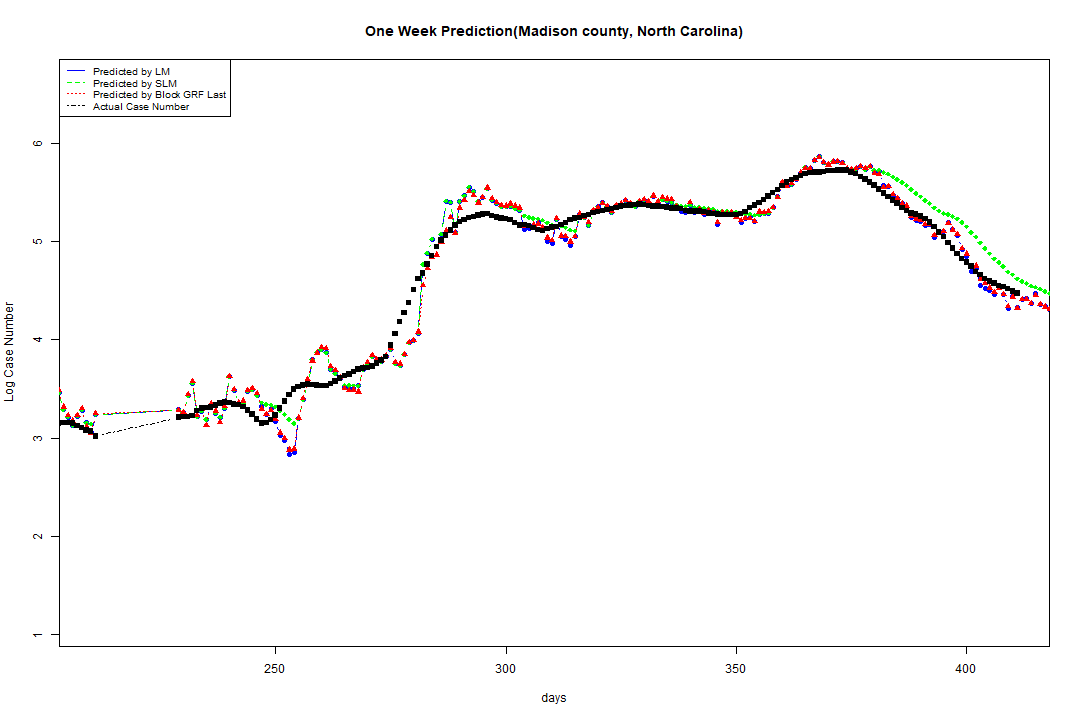 One Week Prediction(Madison county, North Carolina)
Predicted by LM
Predicted by SLM
Predicted by Block GRF Last
Actual Case Number
6
5
4
3
2
1
Log Case Number
250 300 350 400
days